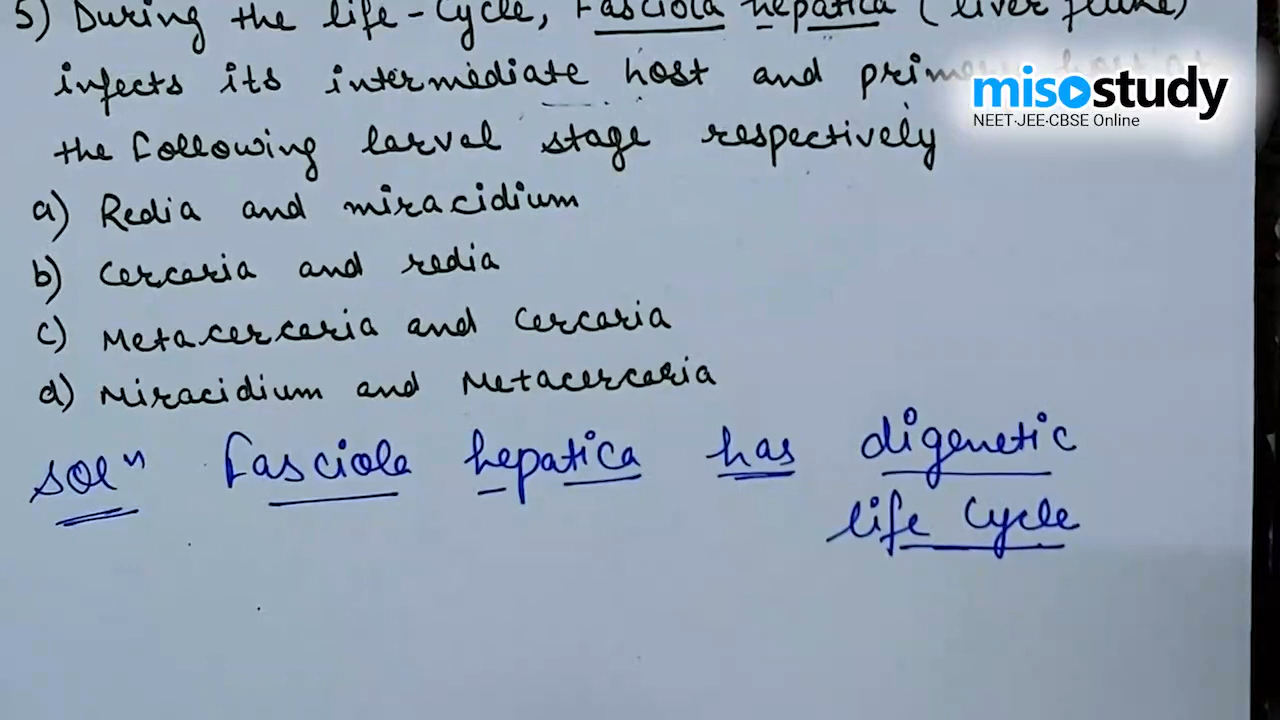 5) During the life-Cycle, Fasciola hepatica (liver fluke)
infects its intermediate host and
the following larval stage respectively
a) Redia and miracidium
b) Cercaria and redia
c) Metacercaria and Cercaria
d) Miracidium and Metacercaria
solⁿ Fasciola hepatica has digenetic
life Cycle
misostudy
NEET-JEE-CBSE Online